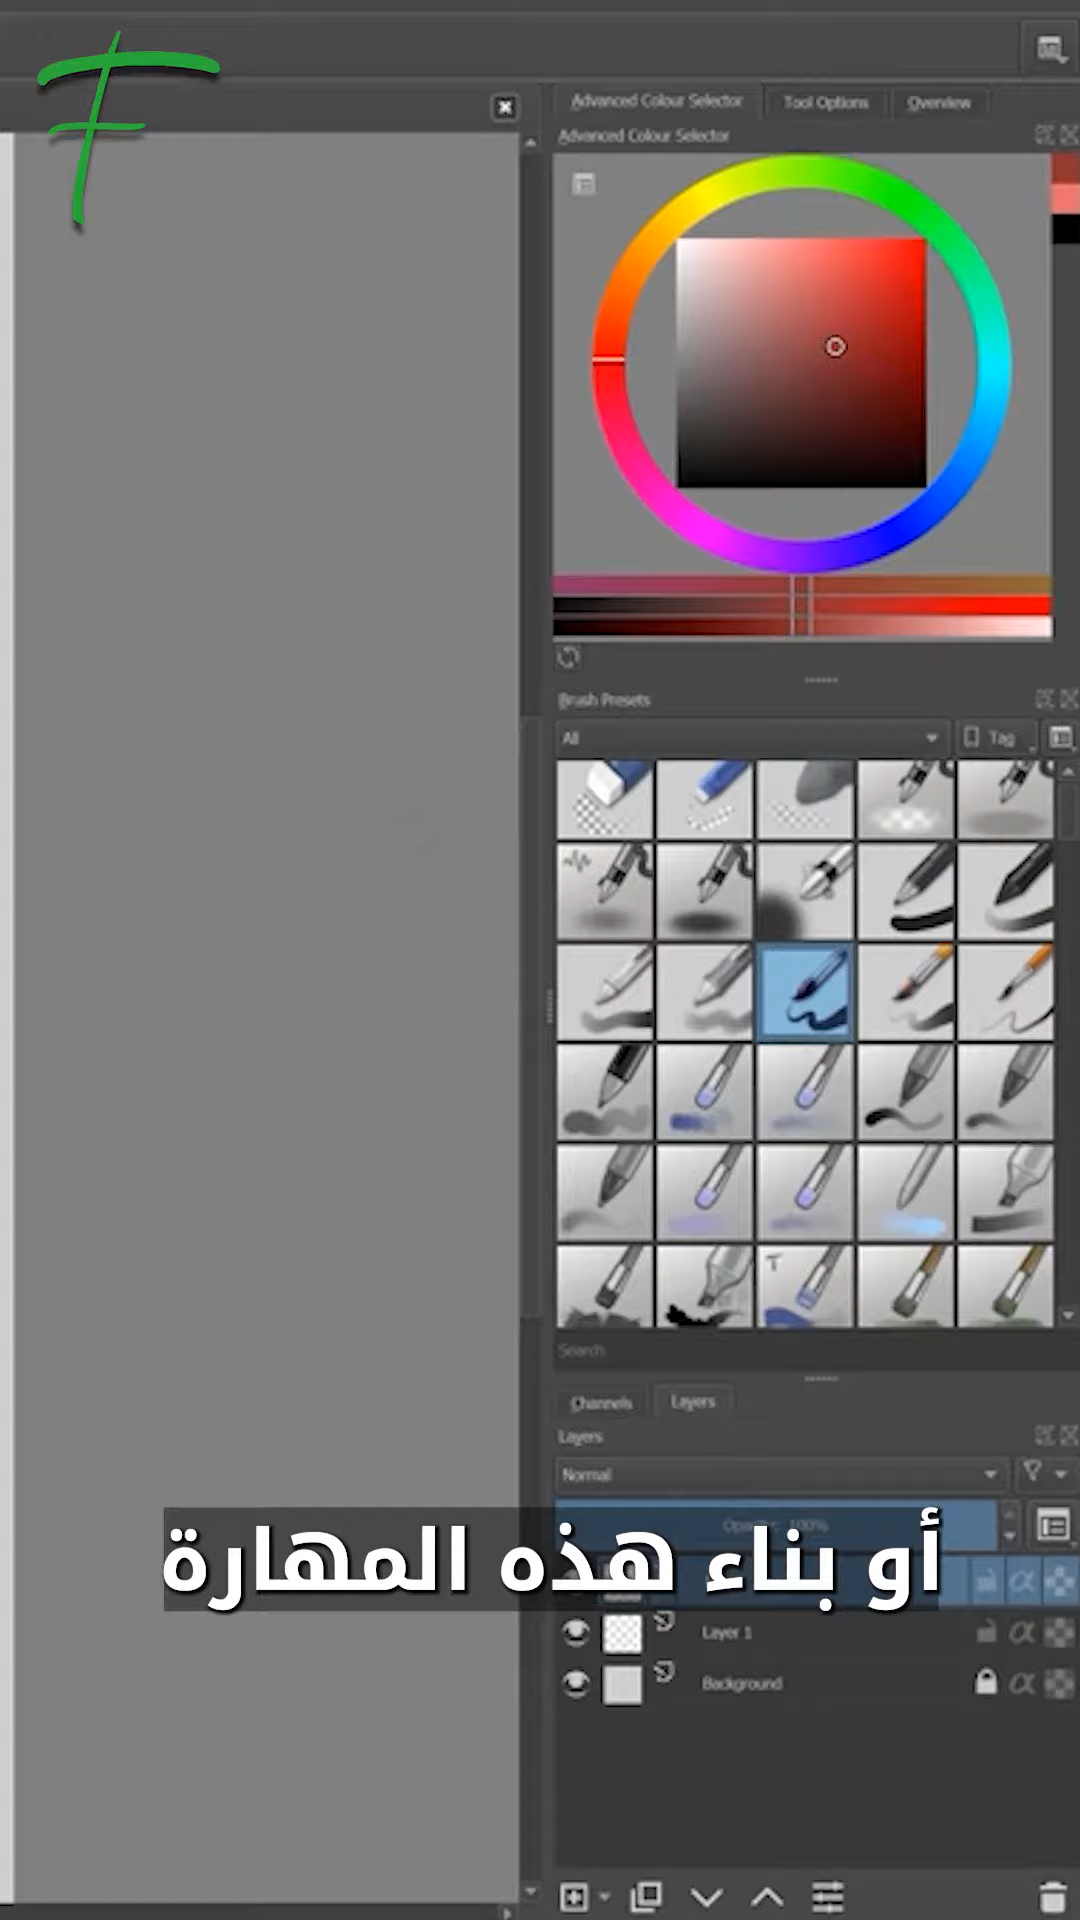 F
Advanced Colour Selector
Tool Options
Overview
Advanced Colour Selector
Brush Presets
All
Tag
T
Search
Channels
Layers
Layers
Normal
أو بناء هذه المهارة
Layer 1
Background